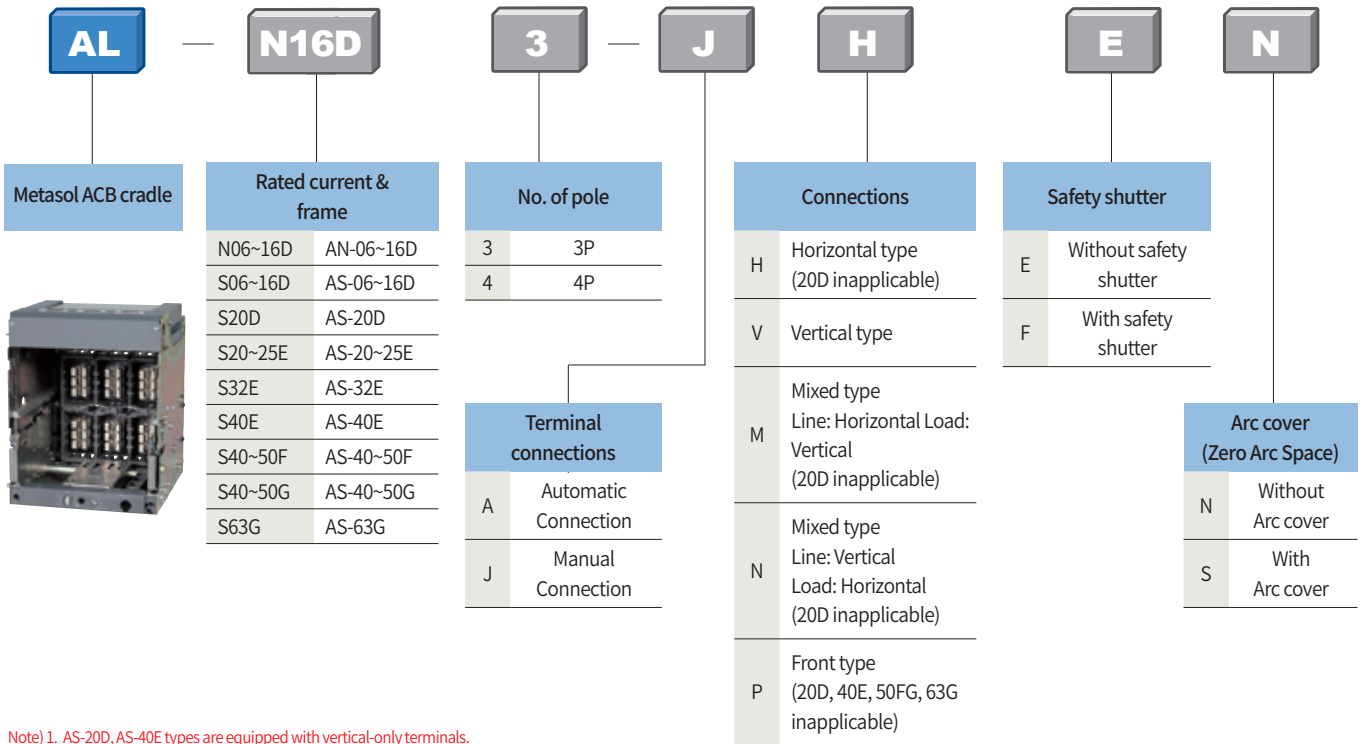 AL — N16D 3 — J H E N
Metasol ACB cradle
Rated current &
frame
N06~16D AN-06~16D
S06~16D AS-06~16D
S20D AS-20D
S20~25E AS-20~25E
S32E AS-32E
S40E AS-40E
S40~50F AS-40~50F
S40~50G AS-40~50G
S63G AS-63G
No. of pole
3 3P
4 4P
Terminal
connections
A Automatic
Connection
J Manual
Connection
Connections
H Horizontal type
(20D inapplicable)
V Vertical type
M Mixed type
Line: Horizontal Load:
Vertical
(20D inapplicable)
N Mixed type
Line: Vertical
Load: Horizontal
(20D inapplicable)
P Front type
(20D, 40E, 50FG, 63G
inapplicable)
Safety shutter
E Without safety
shutter
F With safety
shutter
Arc cover
(Zero Arc Space)
N Without
Arc cover
S With
Arc cover
Note) 1. AS-20D, AS-40E types are equipped with vertical-only terminals.